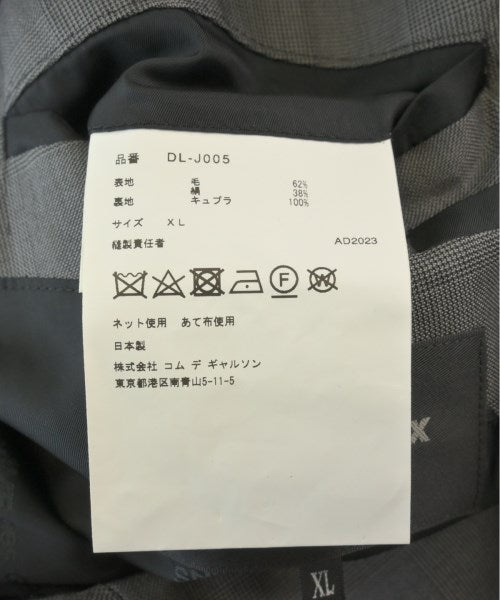 品番 DL-J005
表地 毛 62%
絹 38%
裏地 キュプラ 100%
サイズ XL
縫製責任者 AD2023
F W
ネット使用 あて布使用
日本製
株式会社 コム デ ギャルソン
東京都港区南青山5-11-5
XL